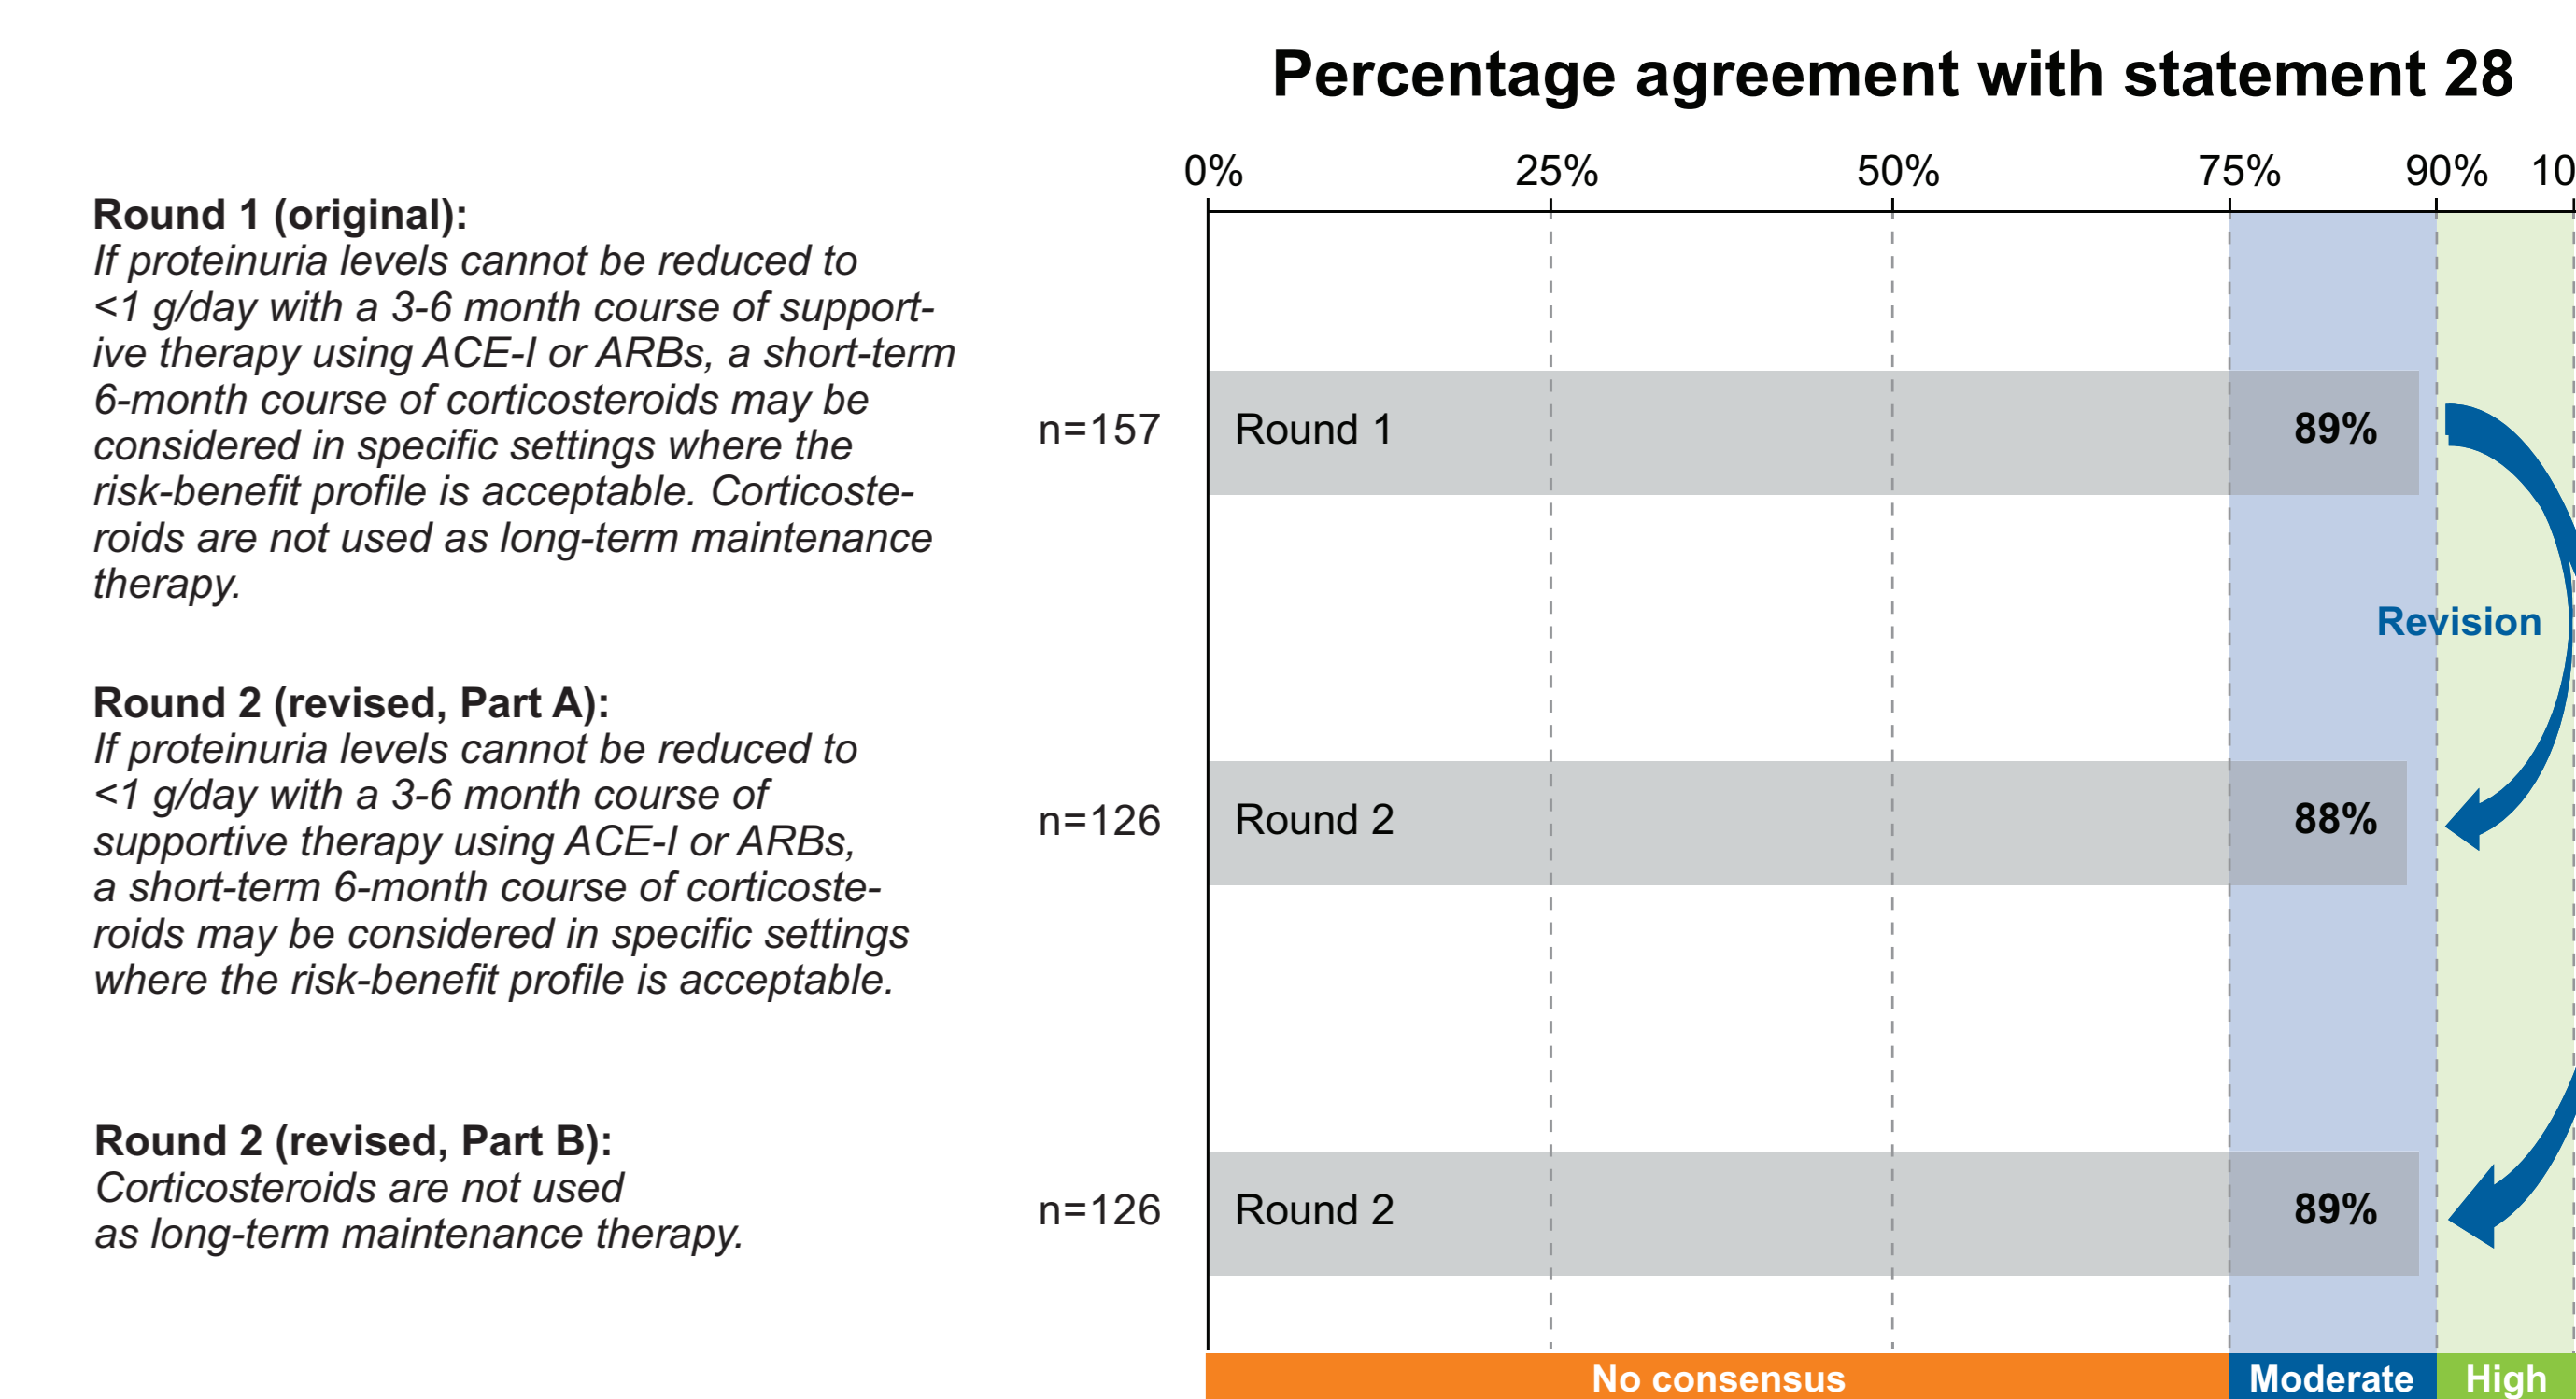 Percentage agreement with statement 28
0% 25% 50% 75% 90% 10
Round 1 (original):
If proteinuria levels cannot be reduced to
<1 g/day with a 3-6 month course of support-
ive therapy using ACE-I or ARBs, a short-term
6-month course of corticosteroids may be
considered in specific settings where the
risk-benefit profile is acceptable. Corticoste-
roids are not used as long-term maintenance
therapy.
n=157 Round 1 89%
Revision
Round 2 (revised, Part A):
If proteinuria levels cannot be reduced to
<1 g/day with a 3-6 month course of
supportive therapy using ACE-I or ARBs,
a short-term 6-month course of corticoste-
roids may be considered in specific settings
where the risk-benefit profile is acceptable.
n=126 Round 2 88%
Round 2 (revised, Part B):
Corticosteroids are not used
as long-term maintenance therapy.
n=126 Round 2 89%
No consensus Moderate High